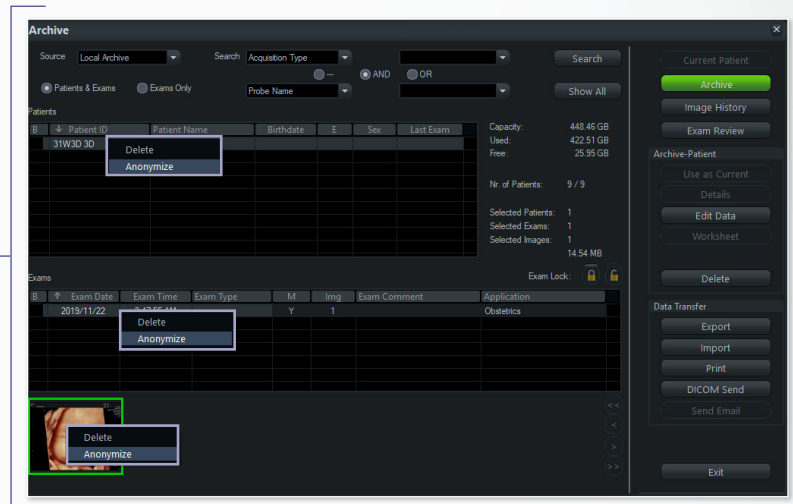 Archive
Source Local Archive Search Acquisition Type Search
— AND OR
Patients & Exams Exams Only Probe Name Show All
Patients
B Patient ID Patient Name Birthdate E Sex Last Exam
31W3D 3D
Delete
Anonymize
Capacity: 448.46 GB
Used: 422.51 GB
Free: 25.95 GB
Nr. of Patients: 9 / 9
Selected Patients: 1
Selected Exams: 1
Selected Images: 1
14.54 MB
Exam Lock:
Exams
B Exam Date Exam Time Exam Type M Img Exam Comment Application
2019/11/22 Y 1 Obstetrics
Delete
Anonymize
Delete
Anonymize
<<
<
>
>>
Current Patient
Archive
Image History
Exam Review
Archive-Patient
Use as Current
Details
Edit Data
Worksheet
Delete
Data Transfer
Export
Import
Print
DICOM Send
Send Email
Exit